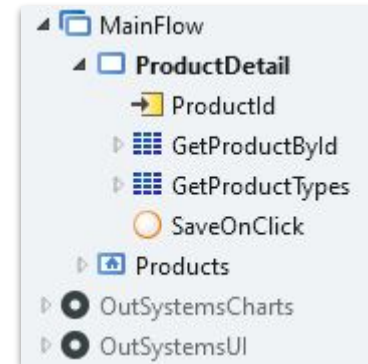 MainFlow
ProductDetail
ProductId
GetProductById
GetProductTypes
SaveOnClick
Products
OutSystemsCharts
OutSystemsUI